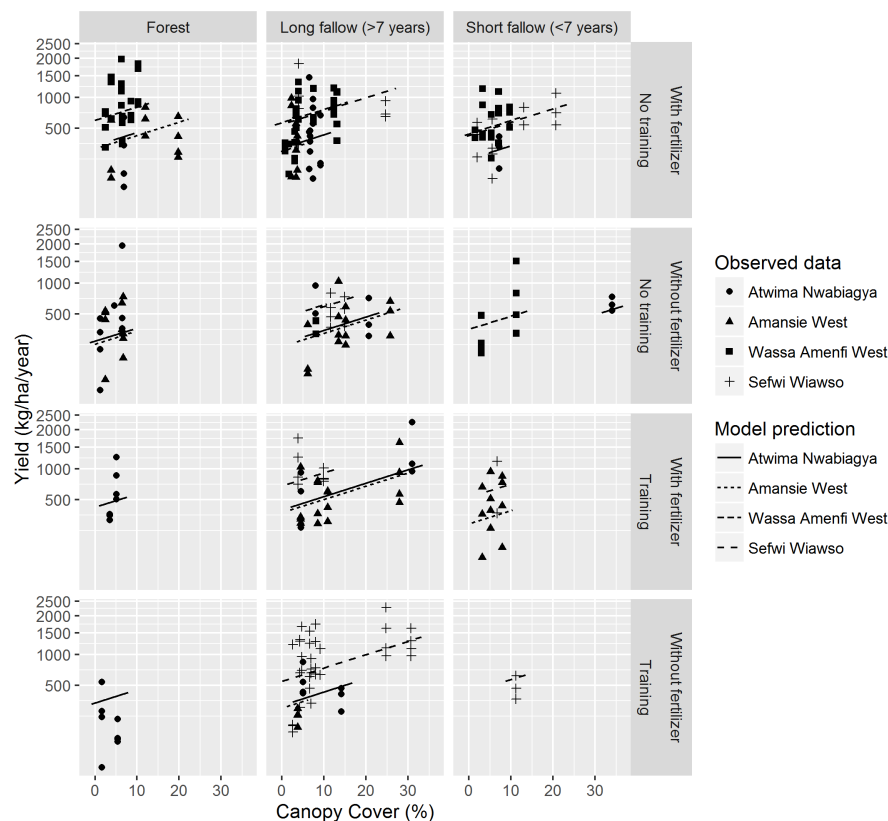 Forest
Long fallow (>7 years)
Short fallow (<7 years)
2500
2000
1500
1000
500
With fertilizer
No training
2500
2000
1500
1000
500
Without fertilizer
No training
2500
2000
1500
1000
500
With fertilizer
Training
2500
2000
1500
1000
500
Without fertilizer
Training
0 10 20 30
0 10 20 30
0 10 20 30
Canopy Cover (%)
Yield (kg/ha/year)
Observed data
Atwima Nwabiagya
Amansie West
Wassa Amenfi West
Sefwi Wiawso
Model prediction
Atwima Nwabiagya
Amansie West
Wassa Amenfi West
Sefwi Wiawso